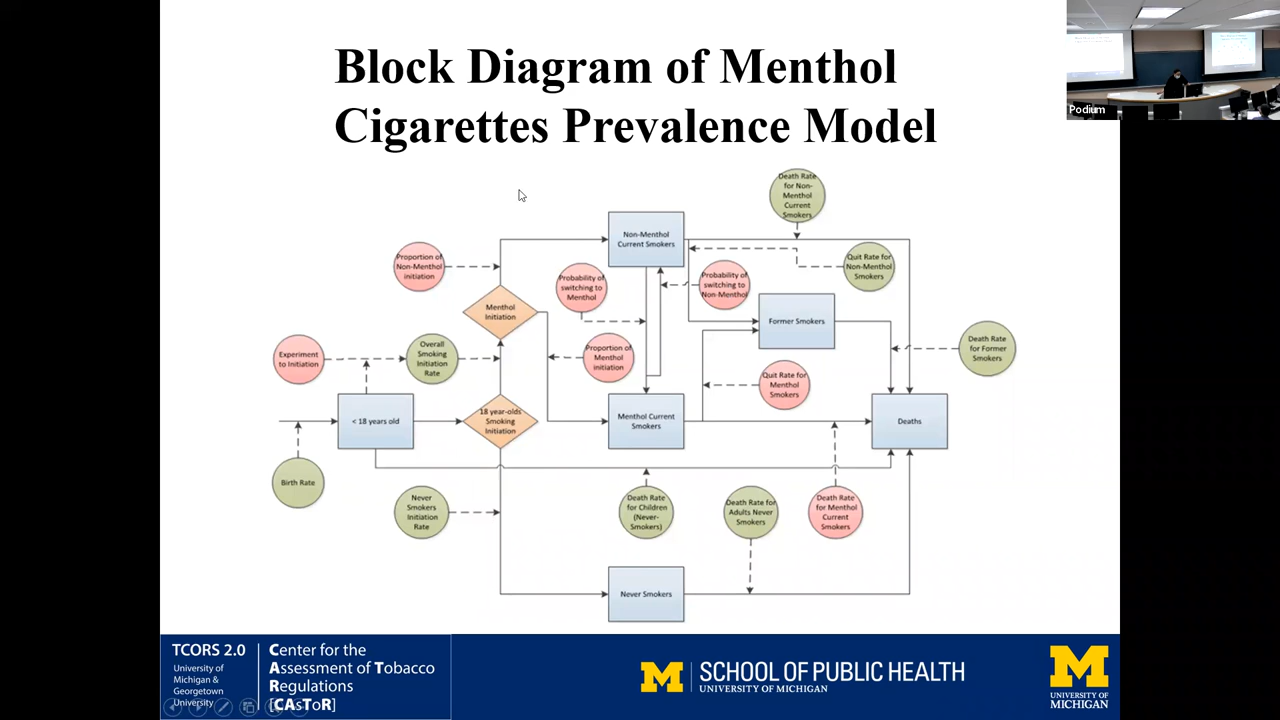 Block Diagram of Menthol
Cigarettes Prevalence Model
Podium
Death Rate
for Non-
Menthol
Current
Smokers
Non-Menthol
Current Smokers
Proportion of
Non-Menthol
initiation
Quit Rate for
Non-Menthol
Smokers
Probability of
switching to
Menthol
Probability of
switching to
Non-Menthol
Menthol
Initiation
Former Smokers
Experiment
to Initiation
Overall
Smoking
Initiation
Rate
Proportion of
Menthol
initiation
Death Rate
for Former
Smokers
Quit Rate for
Menthol
Smokers
< 18 years old
18 year-olds
Smoking
Initiation
Menthol Current
Smokers
Deaths
Birth Rate
Never
Smokers
Initiation
Rate
Death Rate
for Children
(Never-
Smokers)
Death Rate for
Adults Never
Smokers
Death Rate
for Menthol
Current
Smokers
Never Smokers
TCORS 2.0
University of
Michigan &
Georgetown
University
Center for the
Assessment of Tobacco
Regulations
[CAsToR]
M SCHOOL OF PUBLIC HEALTH
UNIVERSITY OF MICHIGAN
M
UNIVERSITY OF
MICHIGAN